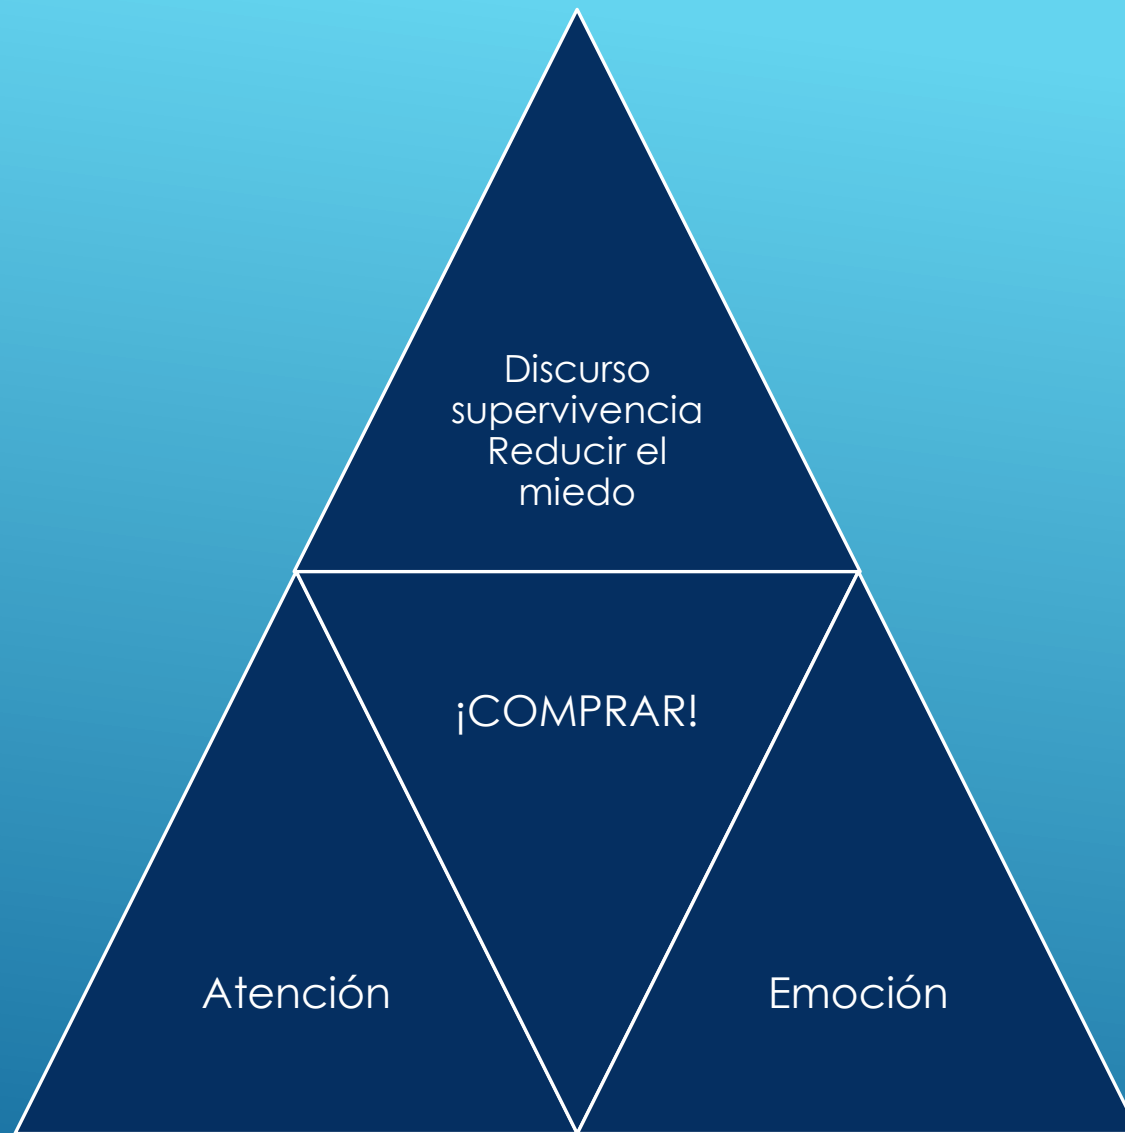 Discurso
supervivencia
Reducir el
miedo
¡COMPRAR!
Atención
Emoción